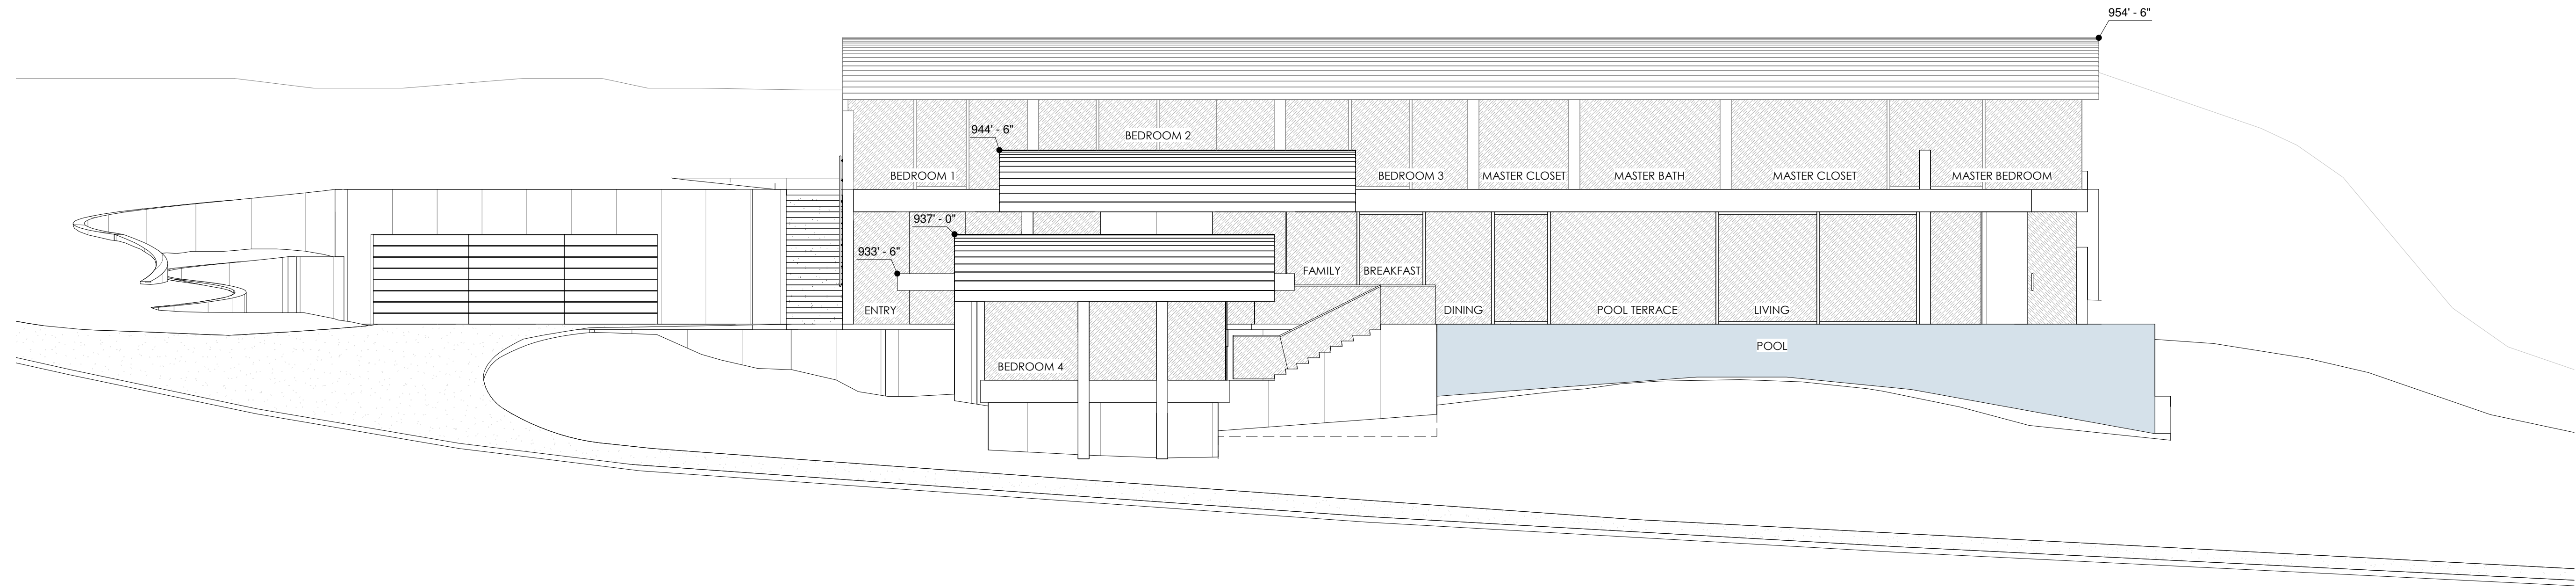 954' - 6"
944' - 6"
BEDROOM 2
BEDROOM 1
BEDROOM 3
MASTER CLOSET
MASTER BATH
MASTER CLOSET
MASTER BEDROOM
937' - 0"
933' - 6"
FAMILY
BREAKFAST
ENTRY
DINING
POOL TERRACE
LIVING
POOL
BEDROOM 4